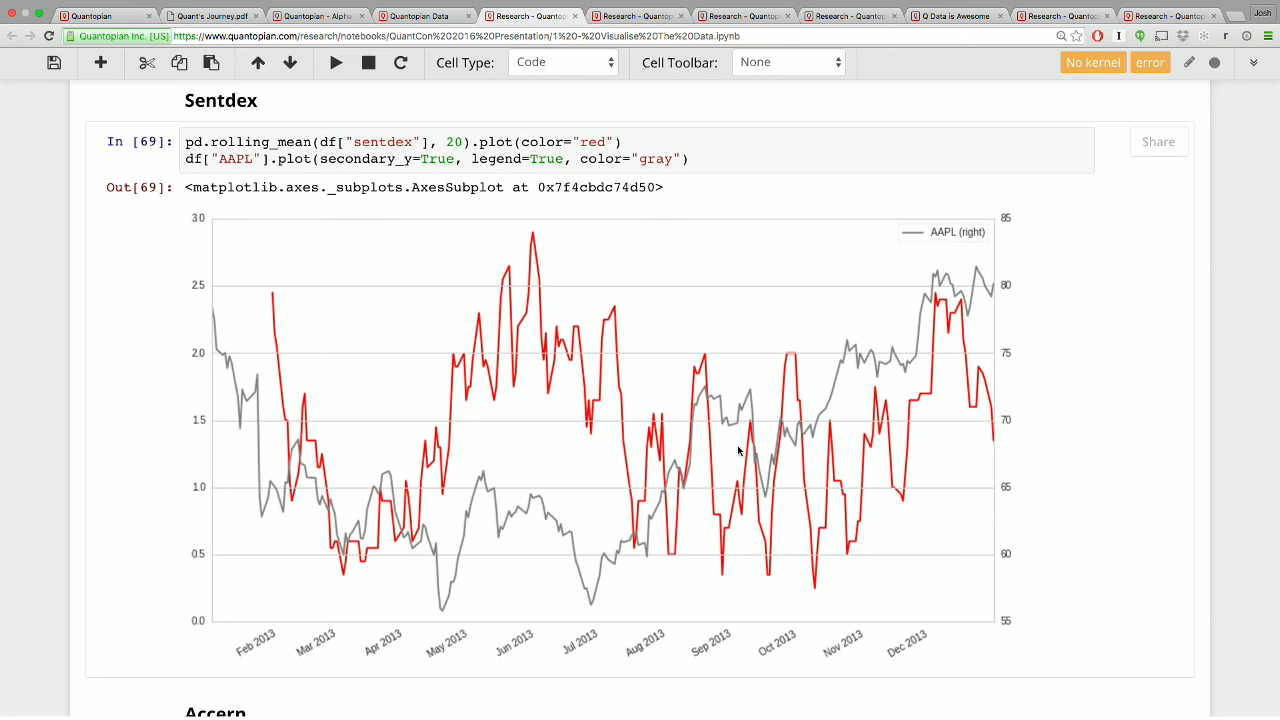 Quantopian
Quant's Journey.pdf
Quantopian - Alpha
Quantopian Data
Research - Quantop
Research - Quantop
Research - Quantop
Research - Quantop
Q Data is Awesome
Research - Quantop
Research - Quantop
Josh
Quantopian Inc. [US] https://www.quantopian.com/research/notebooks/QuantCon%202016%20Presentation/1%20-%20Visualise%20The%20Data.ipynb
Cell Type: Code Cell Toolbar: None No kernel error
Sentdex
In [69]: pd.rolling_mean(df["sentdex"], 20).plot(color="red")
df["AAPL"].plot(secondary_y=True, legend=True, color="gray")
Share
Out[69]: <matplotlib.axes._subplots.AxesSubplot at 0x7f4cbdc74d50>
3.0 85
AAPL (right)
2.5 80
2.0 75
1.5 70
1.0 65
0.5 60
0.0 55
Feb 2013 Mar 2013 Apr 2013 May 2013 Jun 2013 Jul 2013 Aug 2013 Sep 2013 Oct 2013 Nov 2013 Dec 2013
Accern